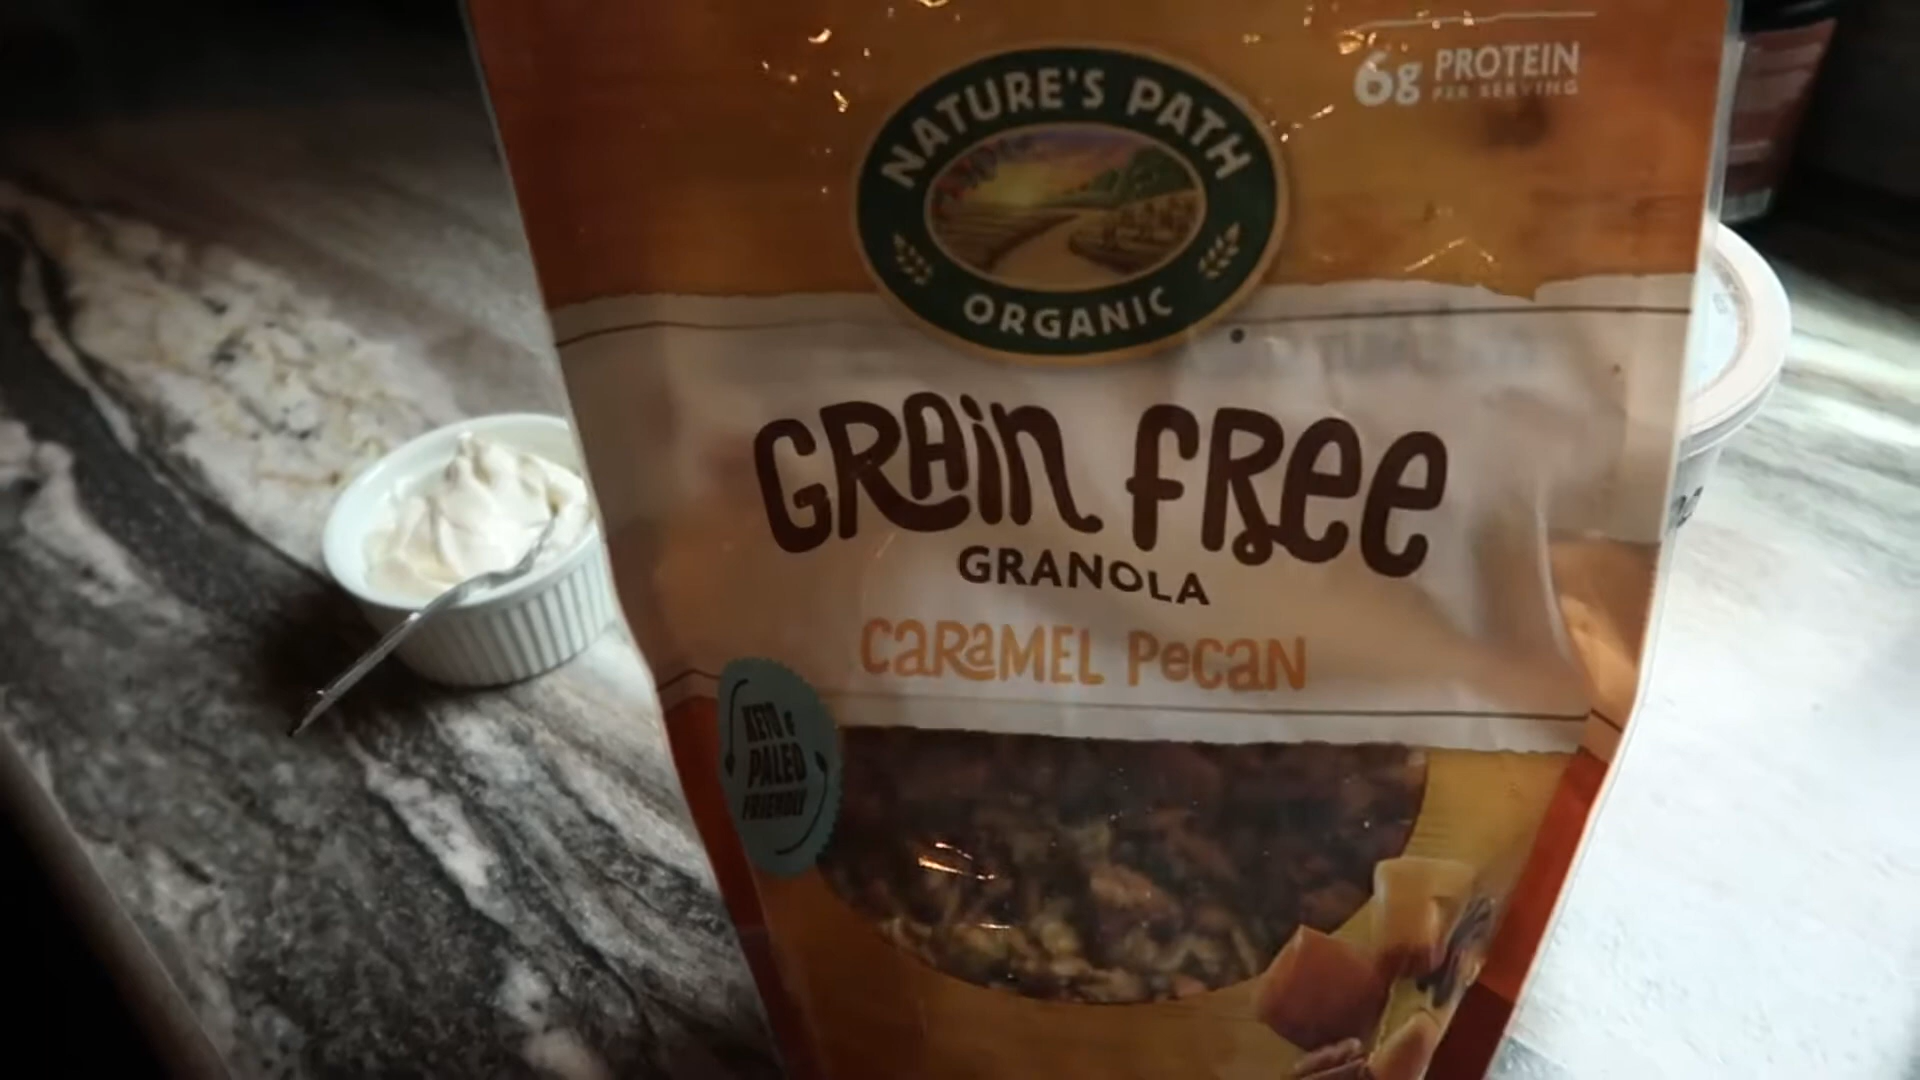 6g PROTEIN
PER SERVING
NATURE'S PATH
ORGANIC
GRAIN FREE
GRANOLA
CARAMEL PECAN
KETO &
PALEO
FRIENDLY